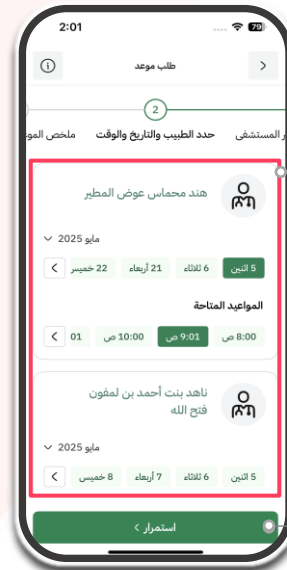 2:01
79
طلب موعد
2
ر المستشفى
حدد الطبيب والتاريخ والوقت
ملخص الموع
هند محماس عوض المطير
مايو 2025
5 اثنين
6 ثلاثاء
21 أربعاء
22 خميس
المواعيد المتاحة
8:00 ص
9:01 ص
10:00 ص
01
ناهد بنت أحمد بن لمفون
فتح الله
مايو 2025
5 اثنين
6 ثلاثاء
7 أربعاء
8 خميس
استمرار